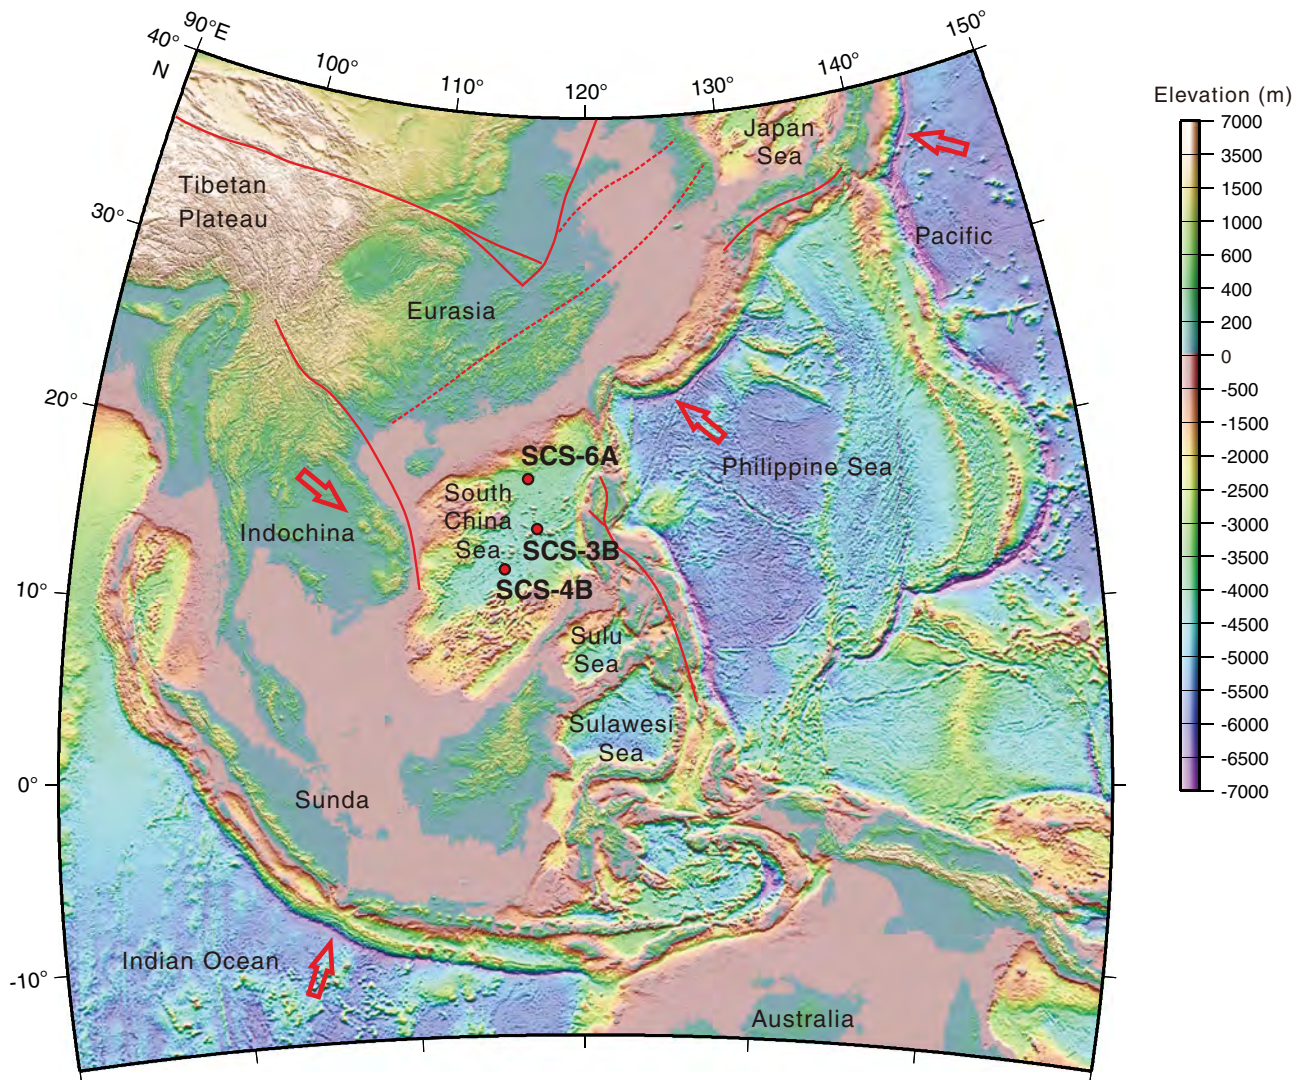 90°E
100°
110°
120°
130°
140°
150°
40°
N
30°
20°
10°
0°
-10°
Japan
Sea
Tibetan
Plateau
Pacific
Eurasia
SCS-6A
Philippine Sea
South
China
Sea
Indochina
SCS-3B
SCS-4B
Sulu
Sea
Sulawesi
Sea
Sunda
Indian Ocean
Australia
Elevation (m)
7000
3500
1500
1000
600
400
200
0
-500
-1500
-2000
-2500
-3000
-3500
-4000
-4500
-5000
-5500
-6000
-6500
-7000